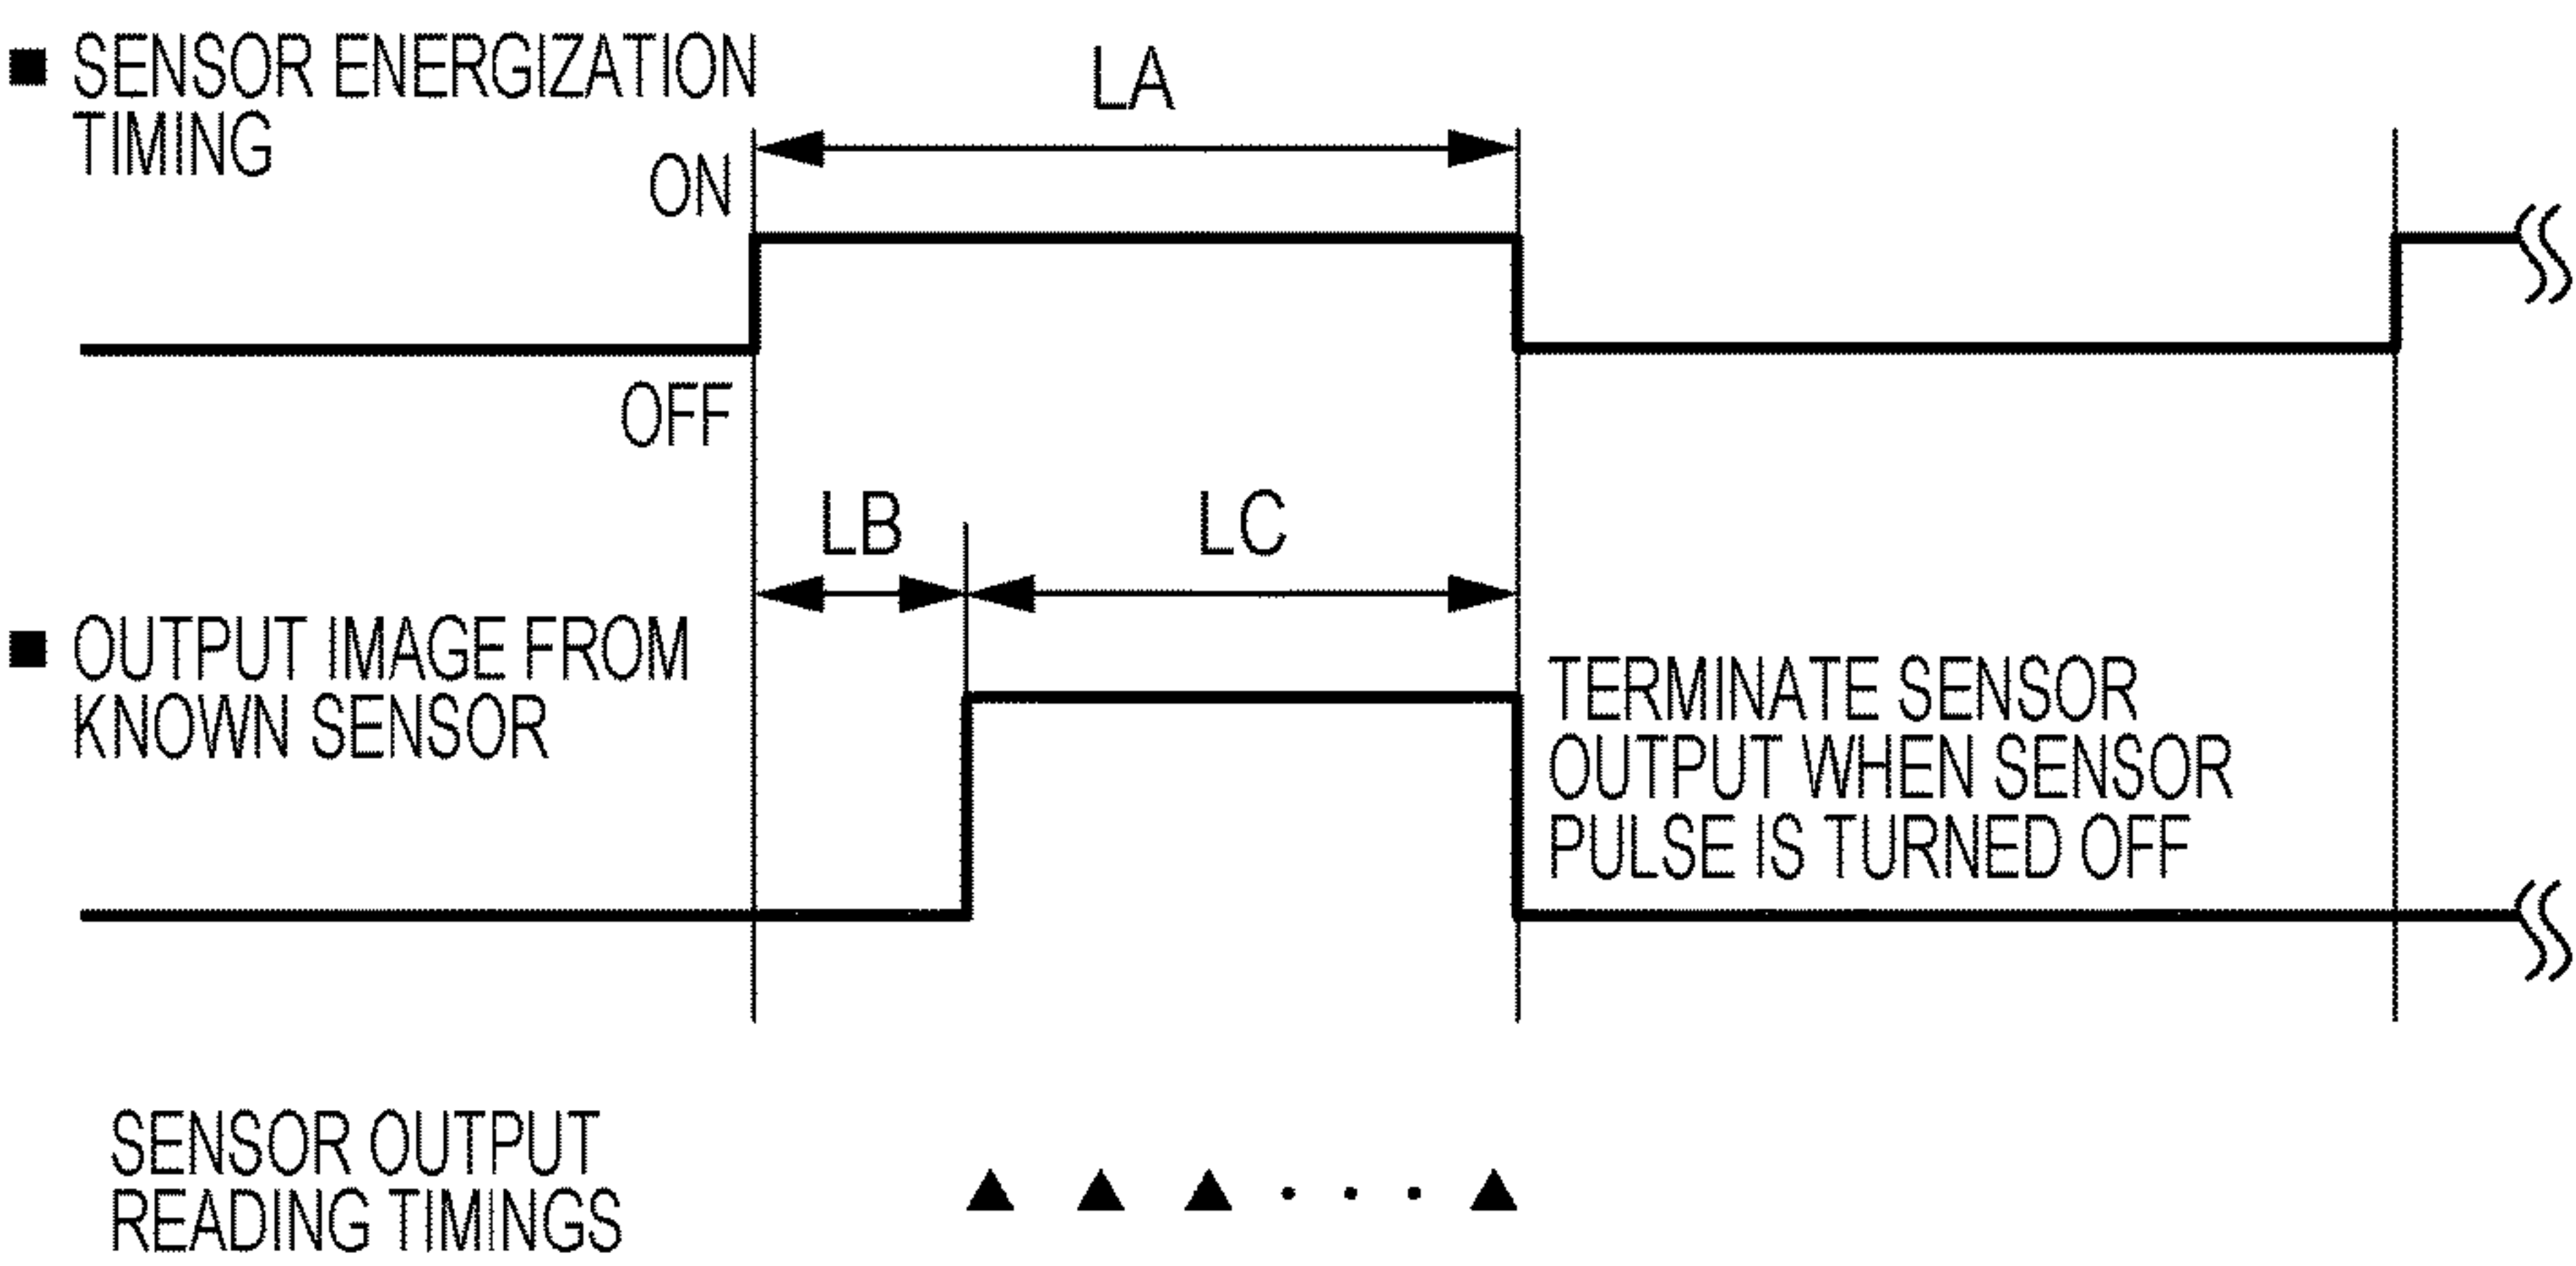 ■ SENSOR ENERGIZATION
TIMING
LA
ON
OFF
LB
LC
■ OUTPUT IMAGE FROM
KNOWN SENSOR
TERMINATE SENSOR
OUTPUT WHEN SENSOR
PULSE IS TURNED OFF
SENSOR OUTPUT
READING TIMINGS